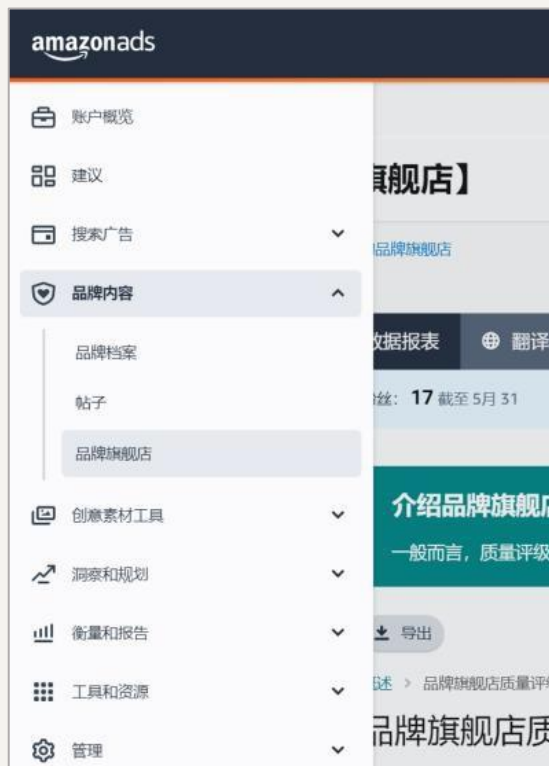 amazonads
账户概览
建议
旗舰店】
搜索广告
品牌旗舰店
品牌内容
数据报表
翻译
品牌档案
粉丝: 17 截至 5月 31
帖子
品牌旗舰店
介绍品牌旗舰店
创意素材工具
一般而言，质量评级
洞察和规划
导出
衡量和报告
概述 > 品牌旗舰店质量评级
工具和资源
品牌旗舰店质
管理